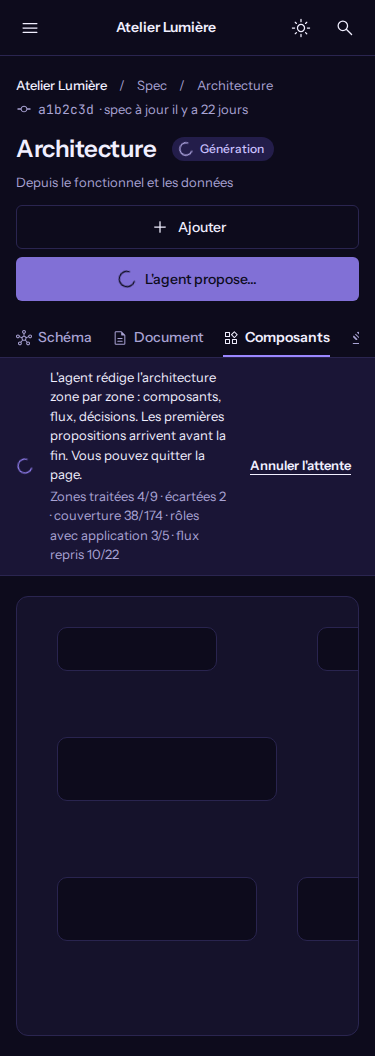 Atelier Lumière
Atelier Lumière / Spec / Architecture
a1b2c3d · spec à jour il y a 22 jours
Architecture Génération
Depuis le fonctionnel et les données
Ajouter
L'agent propose…
Schéma Document Composants
L'agent rédige l'architecture
zone par zone : composants,
flux, décisions. Les premières
propositions arrivent avant la
fin. Vous pouvez quitter la
page.
Zones traitées 4/9 · écartées 2
· couverture 38/174 · rôles
avec application 3/5 · flux
repris 10/22
Annuler l'attente